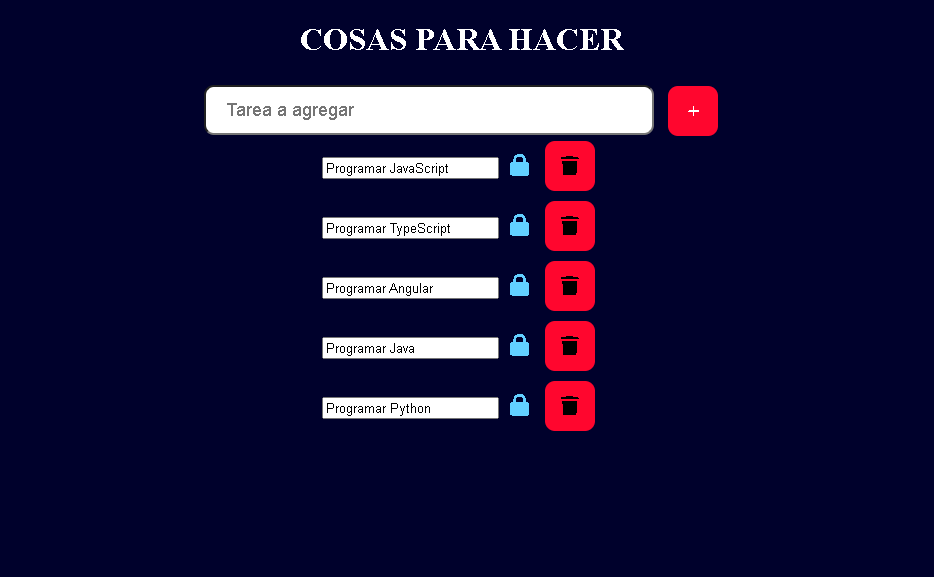 COSAS PARA HACER
Tarea a agregar +
Programar JavaScript
Programar TypeScript
Programar Angular
Programar Java
Programar Python